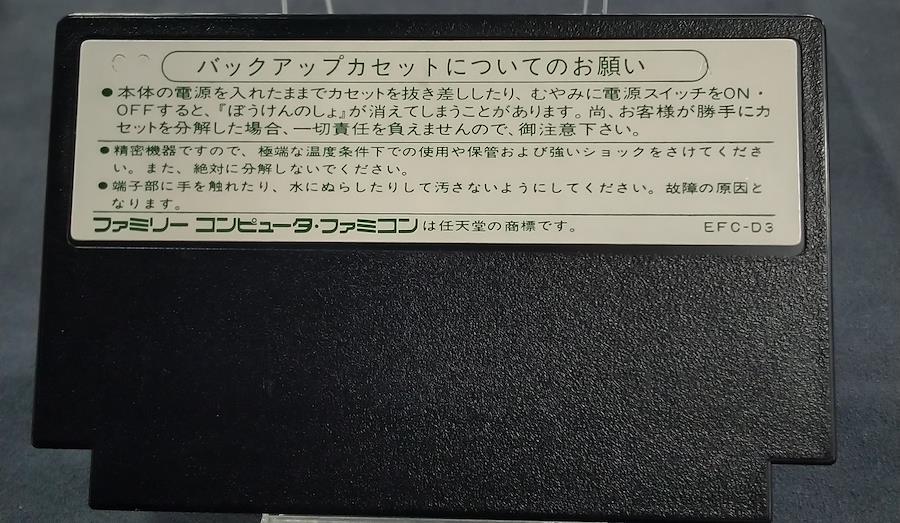 バックアップカセットについてのお願い
●本体の電源を入れたままでカセットを抜き差ししたり、むやみに電源スイッチをON・
OFFすると、『ぼうけんのしょ』が消えてしまうことがあります。尚、お客様が勝手にカ
セットを分解した場合、一切責任を負えませんので、御注意下さい。
●精密機器ですので、極端な温度条件下での使用や保管および強いショックをさけてくださ
い。また、絶対に分解しないでください。
●端子部に手を触れたり、水にぬらしたりして汚さないようにしてください。故障の原因と
なります。
ファミリー コンピュータ・ファミコンは任天堂の商標です。 EFC-D3